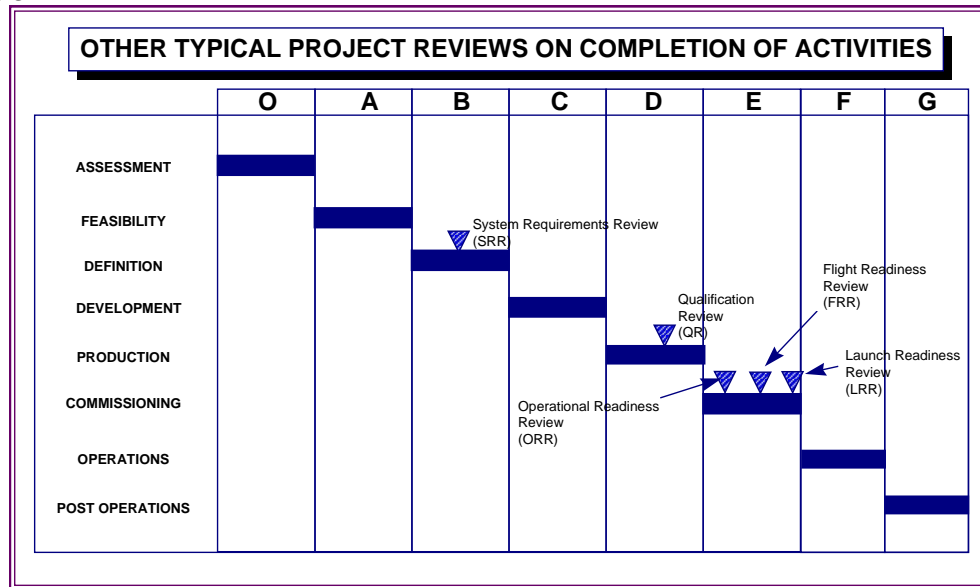 OTHER TYPICAL PROJECT REVIEWS ON COMPLETION OF ACTIVITIES
O A B C D E F G
ASSESSMENT
FEASIBILITY
System Requirements Review
(SRR)
DEFINITION
Flight Readiness
Review
(FRR)
DEVELOPMENT
Qualification
Review
(QR)
PRODUCTION
Launch Readiness
Review
(LRR)
COMMISSIONING
Operational Readiness
Review
(ORR)
OPERATIONS
POST OPERATIONS